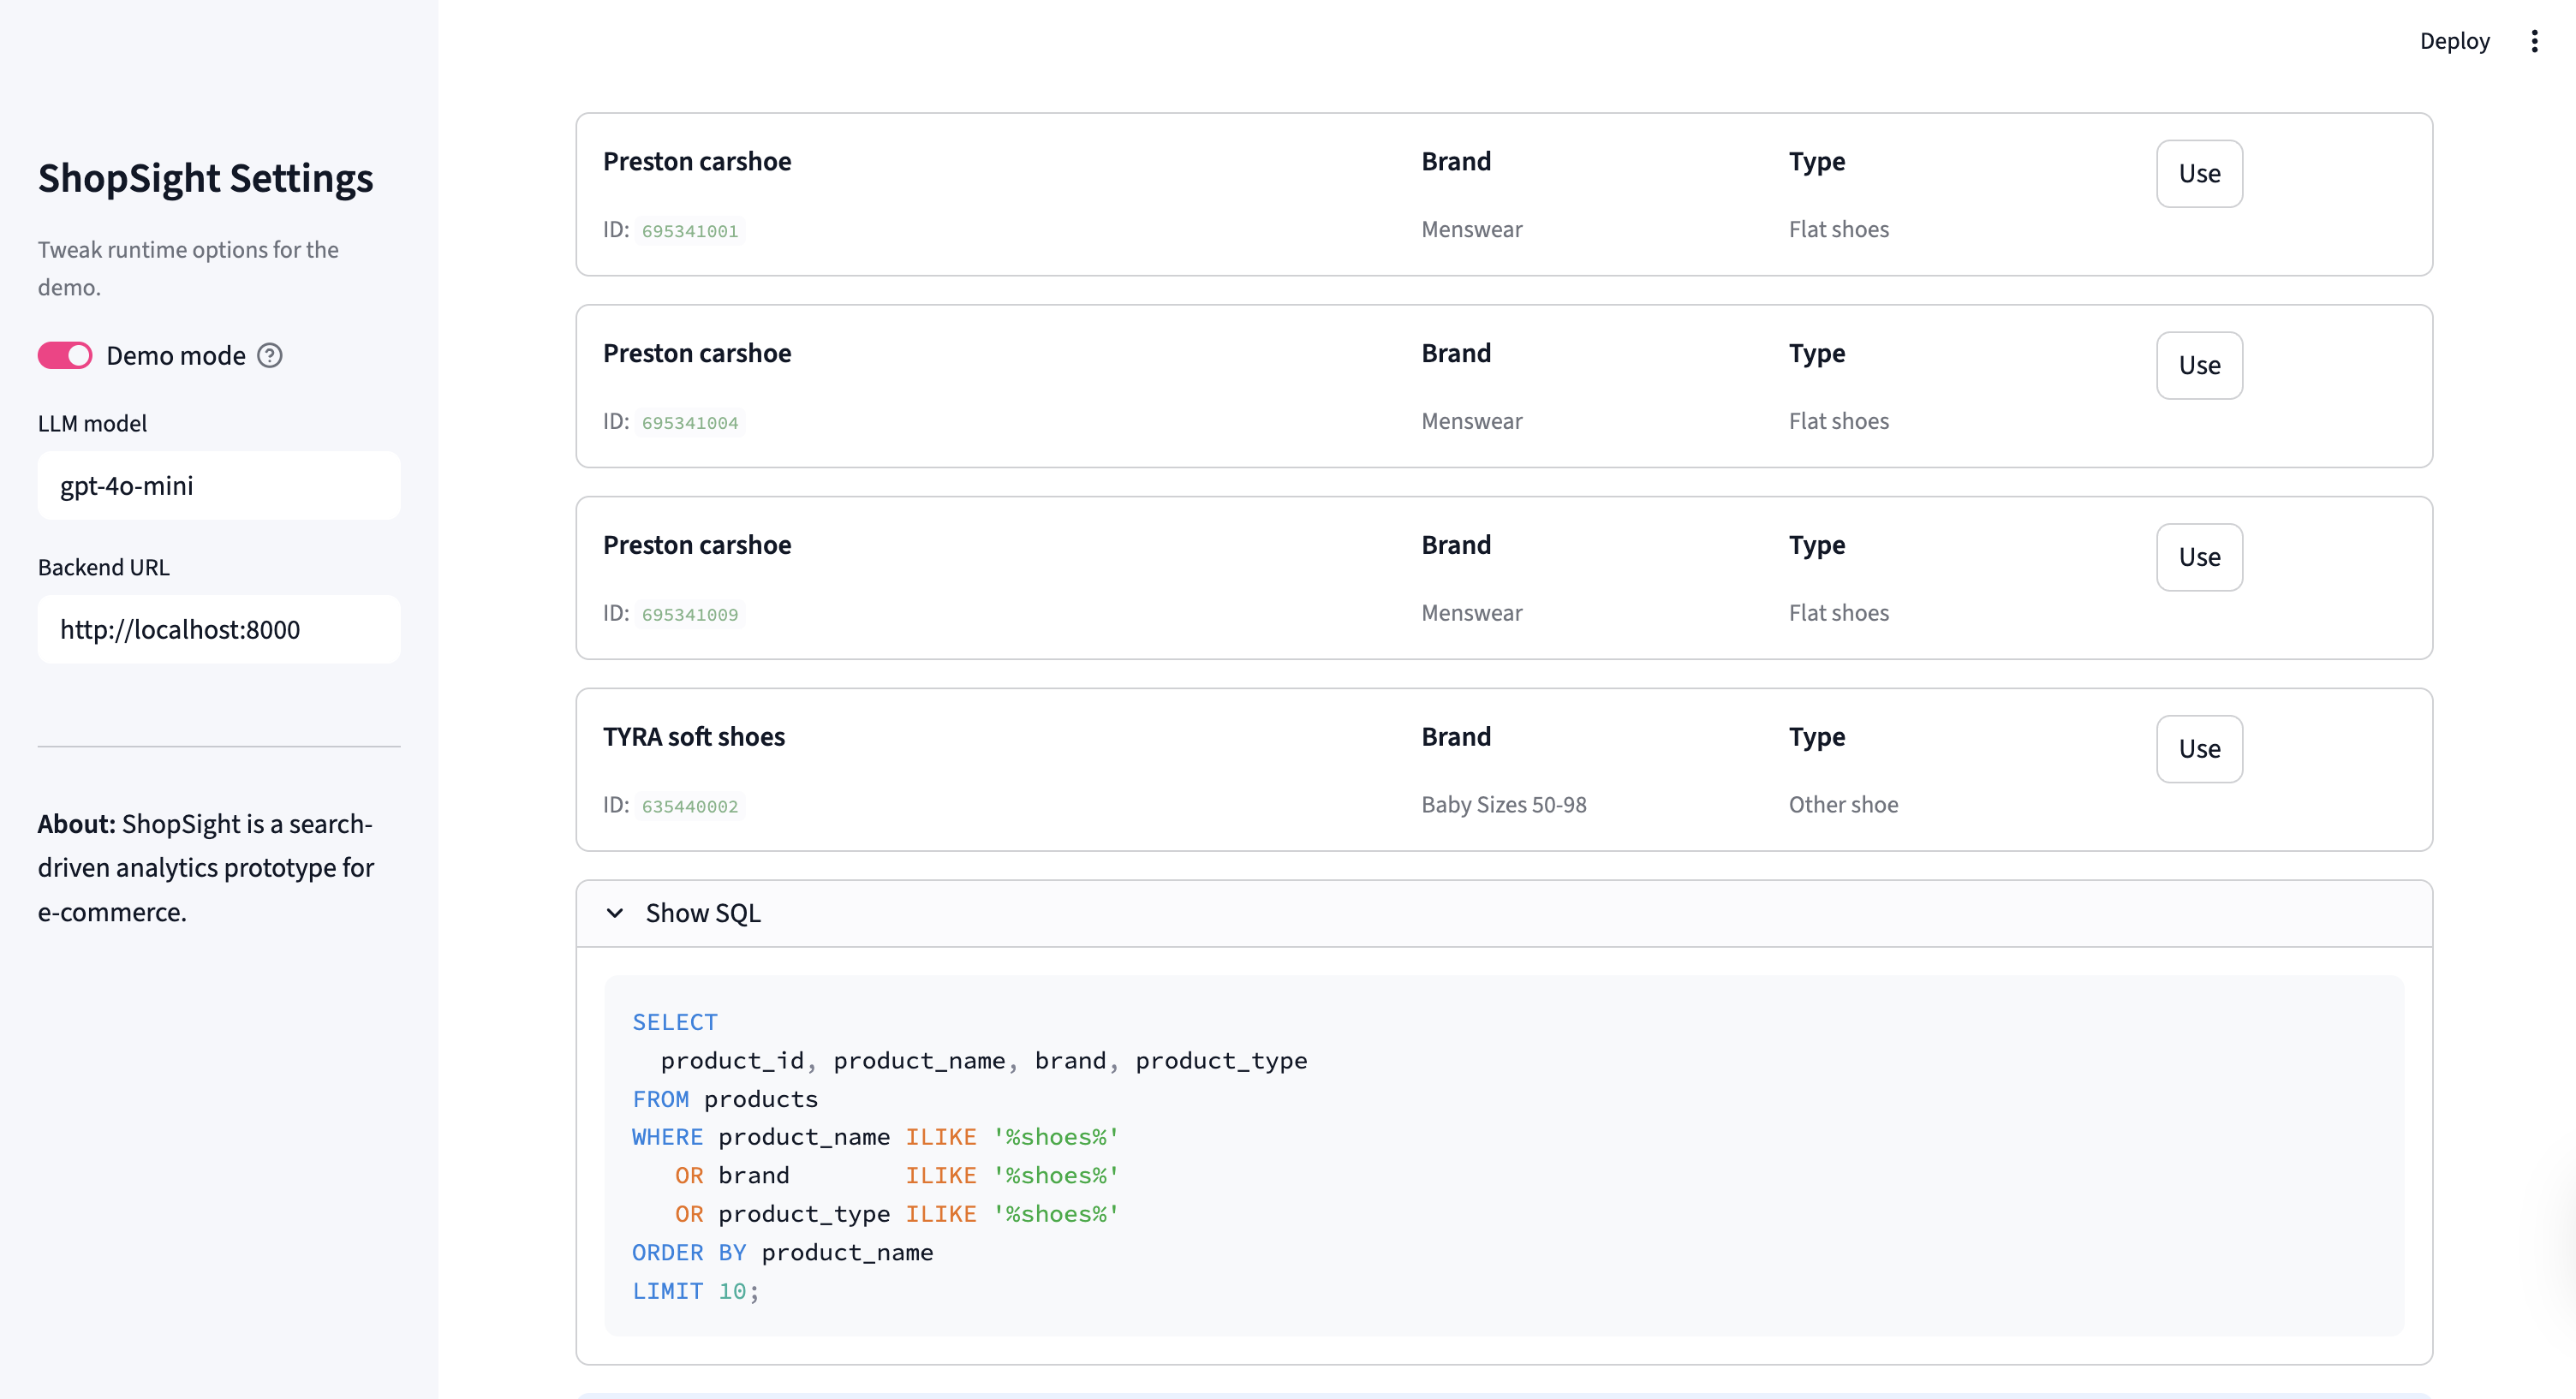 Deploy
ShopSight Settings
Tweak runtime options for the
demo.
Demo mode
LLM model
gpt-4o-mini
Backend URL
http://localhost:8000
About: ShopSight is a search-
driven analytics prototype for
e-commerce.
Preston carshoe Brand Type Use
ID: 695341001 Menswear Flat shoes
Preston carshoe Brand Type Use
ID: 695341004 Menswear Flat shoes
Preston carshoe Brand Type Use
ID: 695341009 Menswear Flat shoes
TYRA soft shoes Brand Type Use
ID: 635440002 Baby Sizes 50-98 Other shoe
Show SQL
SELECT
  product_id, product_name, brand, product_type
FROM products
WHERE product_name ILIKE '%shoes%'
   OR brand        ILIKE '%shoes%'
   OR product_type ILIKE '%shoes%'
ORDER BY product_name
LIMIT 10;